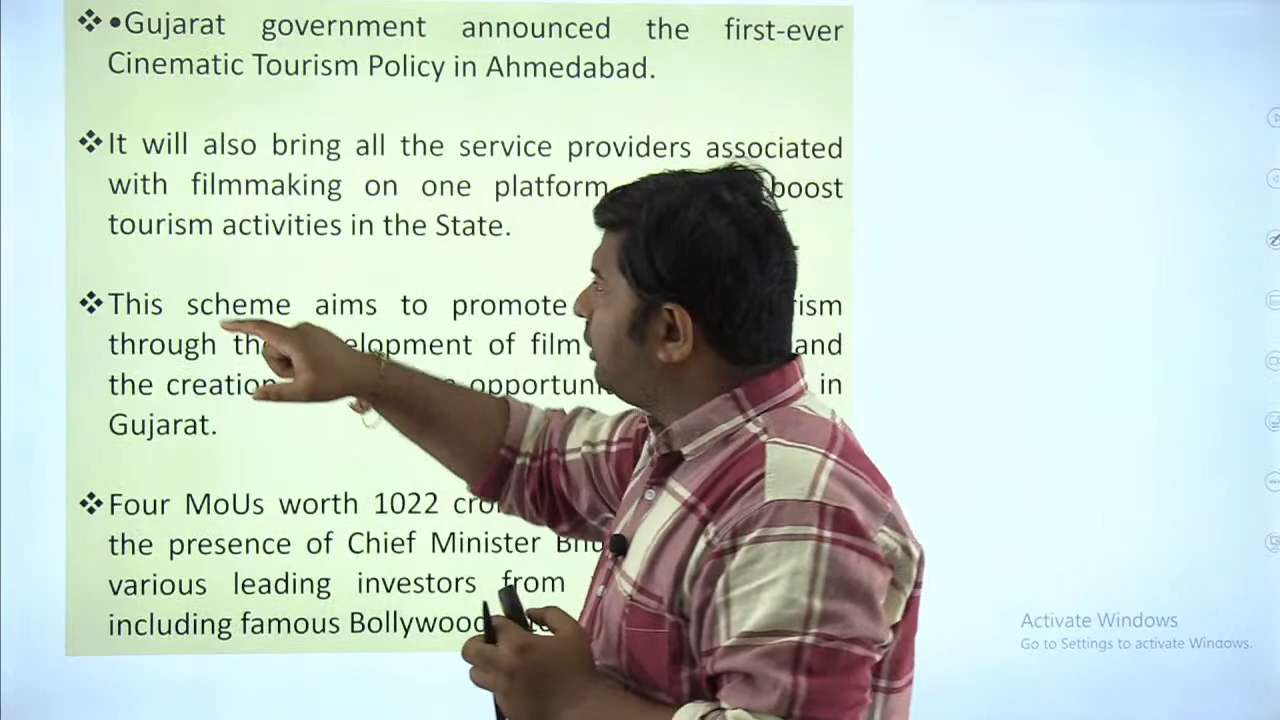 ❖•Gujarat government announced the first-ever
Cinematic Tourism Policy in Ahmedabad.
❖It will also bring all the service providers associated
with filmmaking on one platform boost
tourism activities in the State.
❖This scheme aims to promote
through development of film and
the creation in
Gujarat.
❖Four MoUs worth 1022
the presence of Chief Minister
various leading investors from
including famous Bollywood
Activate Windows
Go to Settings to activate Windows.